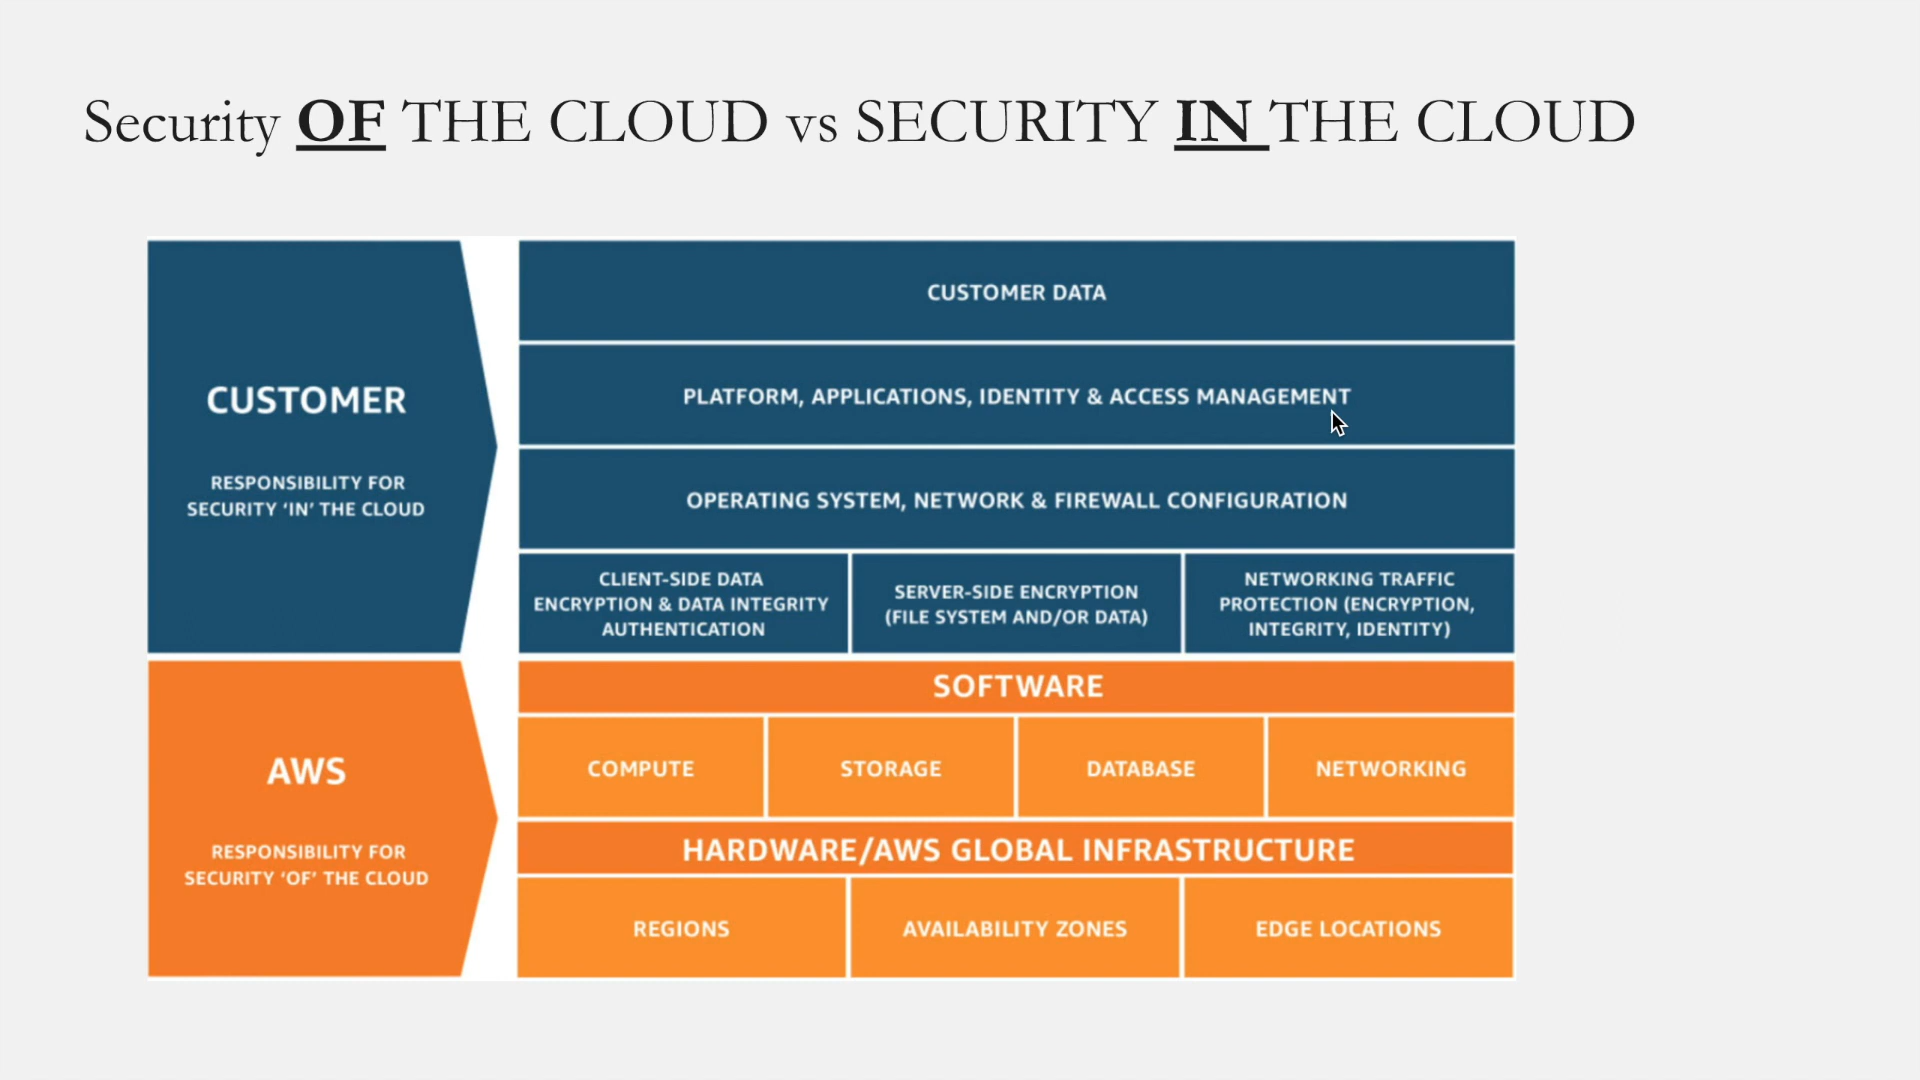 Security OF THE CLOUD vs SECURITY IN THE CLOUD
CUSTOMER
RESPONSIBILITY FOR
SECURITY ‘IN’ THE CLOUD
CUSTOMER DATA
PLATFORM, APPLICATIONS, IDENTITY & ACCESS MANAGEMENT
OPERATING SYSTEM, NETWORK & FIREWALL CONFIGURATION
CLIENT-SIDE DATA
ENCRYPTION & DATA INTEGRITY
AUTHENTICATION
SERVER-SIDE ENCRYPTION
(FILE SYSTEM AND/OR DATA)
NETWORKING TRAFFIC
PROTECTION (ENCRYPTION,
INTEGRITY, IDENTITY)
AWS
RESPONSIBILITY FOR
SECURITY ‘OF’ THE CLOUD
SOFTWARE
COMPUTE
STORAGE
DATABASE
NETWORKING
HARDWARE/AWS GLOBAL INFRASTRUCTURE
REGIONS
AVAILABILITY ZONES
EDGE LOCATIONS